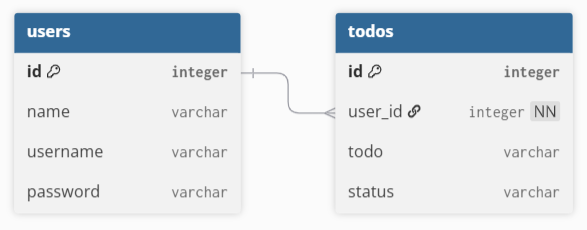 users
id integer
name varchar
username varchar
password varchar
todos
id integer
user_id integer NN
todo varchar
status varchar